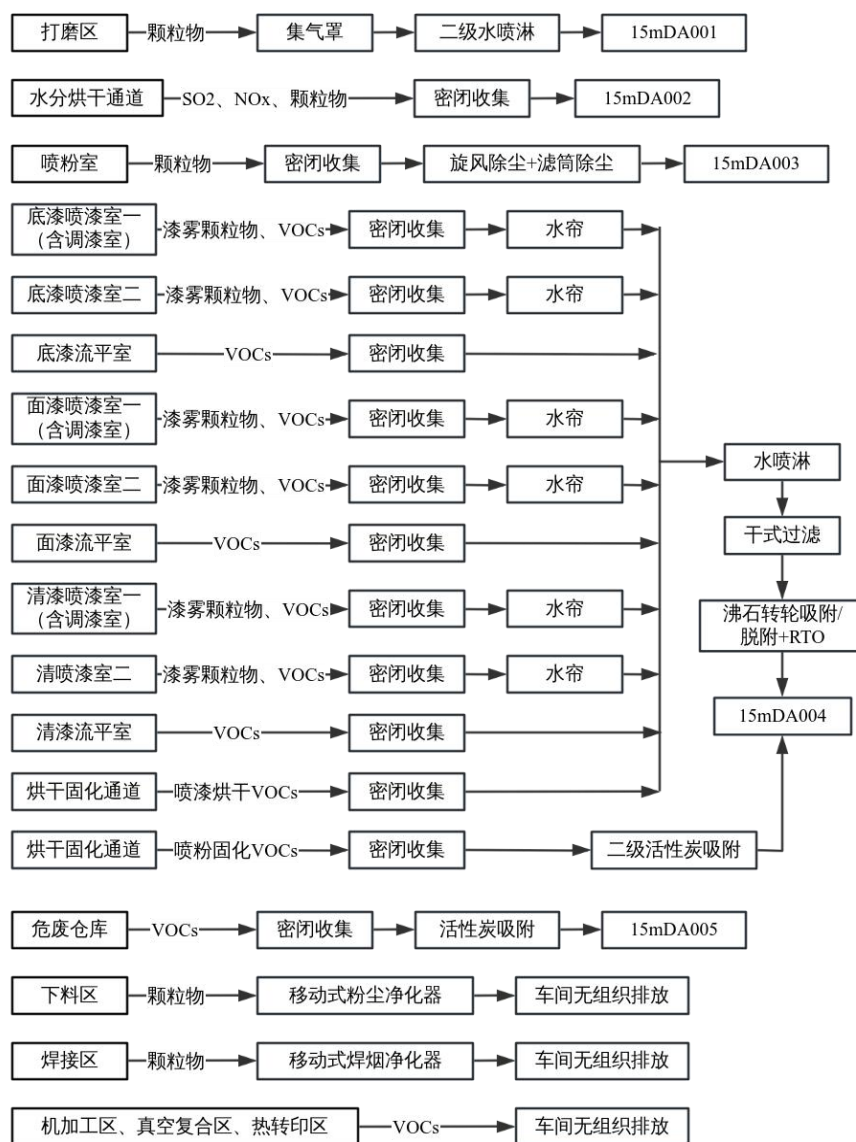 打磨区 颗粒物 集气罩 二级水喷淋 15mDA001
水分烘干通道 SO2、NOx、颗粒物 密闭收集 15mDA002
喷粉室 颗粒物 密闭收集 旋风除尘+滤筒除尘 15mDA003
底漆喷漆室一
（含调漆室）
漆雾颗粒物、VOCs 密闭收集 水帘
底漆喷漆室二 漆雾颗粒物、VOCs 密闭收集 水帘
底漆流平室 VOCs 密闭收集
面漆喷漆室一
（含调漆室）
漆雾颗粒物、VOCs 密闭收集 水帘
面漆喷漆室二 漆雾颗粒物、VOCs 密闭收集 水帘
面漆流平室 VOCs 密闭收集
清漆喷漆室一
（含调漆室）
漆雾颗粒物、VOCs 密闭收集 水帘
清喷漆室二 漆雾颗粒物、VOCs 密闭收集 水帘
清漆流平室 VOCs 密闭收集
烘干固化通道 喷漆烘干VOCs 密闭收集
水喷淋
干式过滤
沸石转轮吸附/
脱附+RTO
15mDA004
烘干固化通道 喷粉固化VOCs 密闭收集 二级活性炭吸附
危废仓库 VOCs 密闭收集 活性炭吸附 15mDA005
下料区 颗粒物 移动式粉尘净化器 车间无组织排放
焊接区 颗粒物 移动式焊烟净化器 车间无组织排放
机加工区、真空复合区、热转印区 VOCs 车间无组织排放